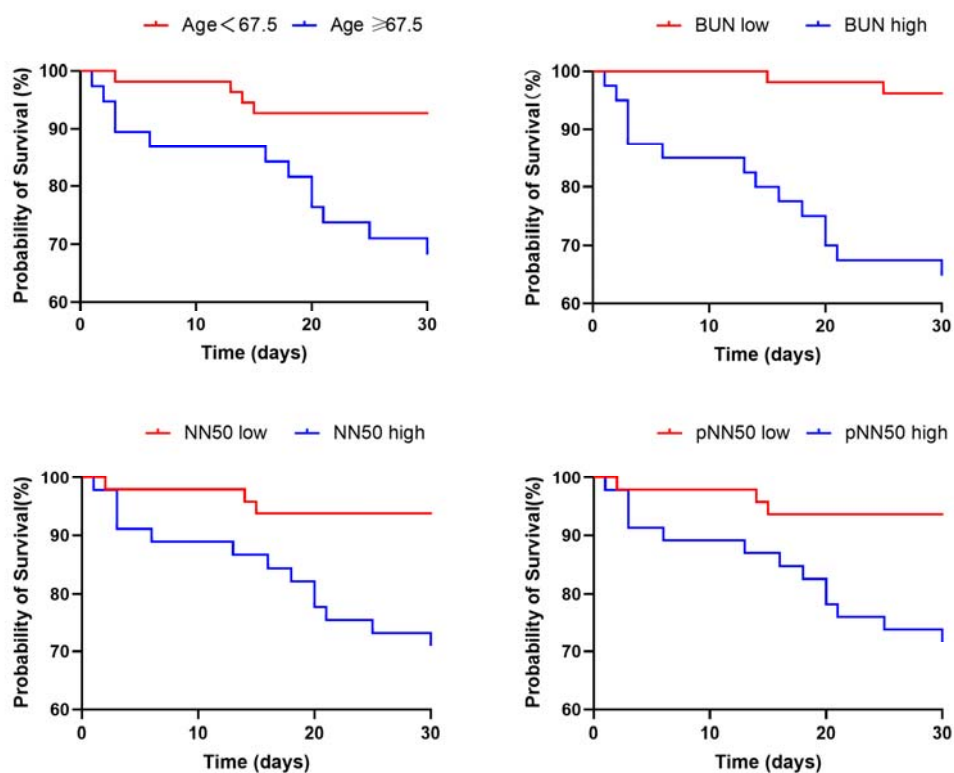 Age＜67.5 Age ≥67.5
Probability of Survival (%)
100
90
80
70
60
0 10 20 30
Time (days)
BUN low BUN high
Probability of Survival（%）
100
90
80
70
60
0 10 20 30
Time (days)
NN50 low NN50 high
Probability of Survival(%)
100
90
80
70
60
0 10 20 30
Time (days)
pNN50 low pNN50 high
Probability of Survival(%)
100
90
80
70
60
0 10 20 30
Time (days)